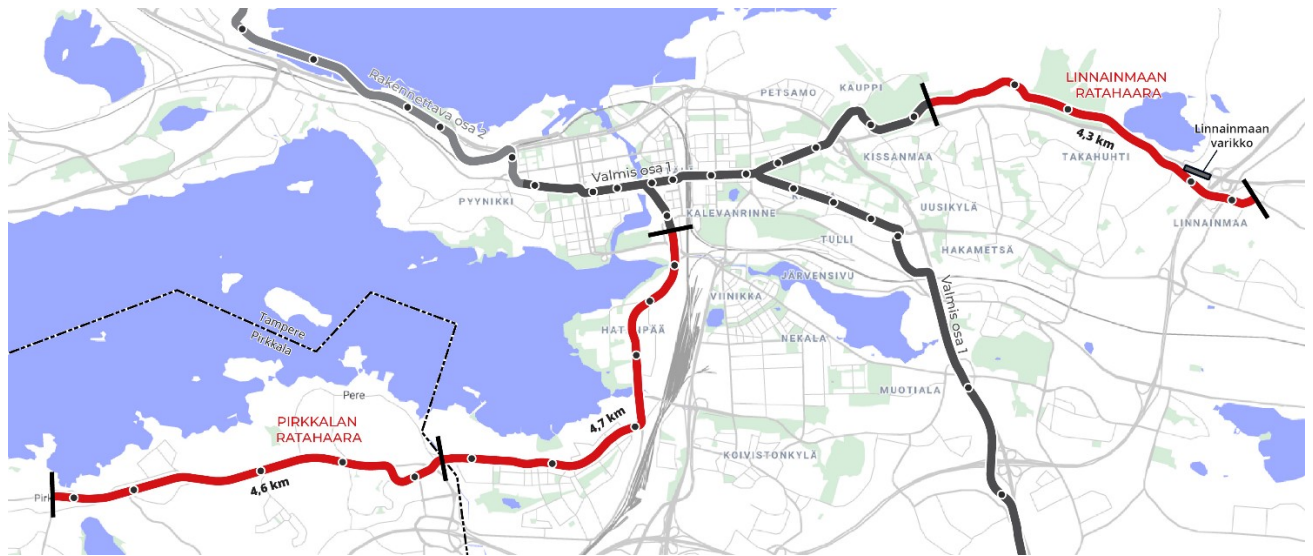 Rakennettava osa 2
PETSAMO
KAUPPI
LINNAINMAAN
RATAHAARA
4,3 km
Linnainmaan
varikko
KISSANMAA
TAKAHUHTI
Valmis osa 1
PYYNIKKI
KALEVANRINNE
UUSIKYLÄ
LINNAINMAA
TULLI
HAKAMETSÄ
JÄRVENSIVU
VIINIKKA
Valmis osa 1
Tampere
Pirkkala
NEKALA
MUOTIALA
Pere
PIRKKALAN
RATAHAARA
4,7 km
KOIVISTONKYLÄ
4,6 km
Pirk